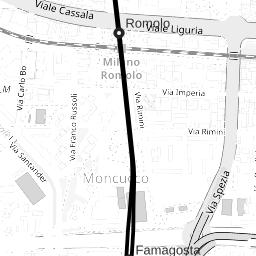 Viale Cassala
Romolo
Viale Liguria
Milano
Romolo
Via Carlo Bo
Via Franco Russoli
Via Rimini
Via Imperia
Via Rimin
Via Santander
Moncucco
Via Spezia
Famagosta